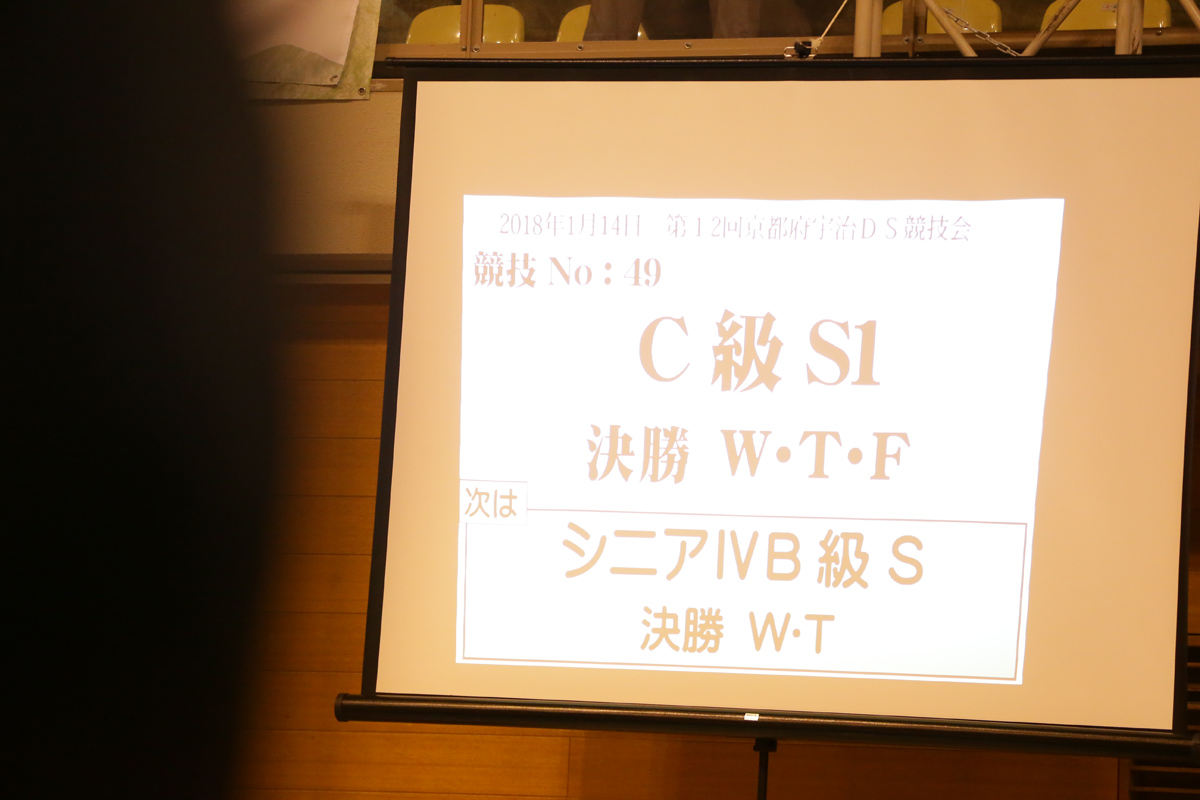 2018年1月14日 第12回京都府宇治DS競技会
競技 No：49
C 級 S1
決勝 W・T・F
次は
シニアⅣB 級 S
決勝 W・T